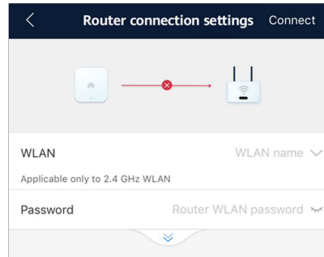 Router connection settings Connect
WLAN WLAN name
Applicable only to 2.4 GHz WLAN
Password Router WLAN password